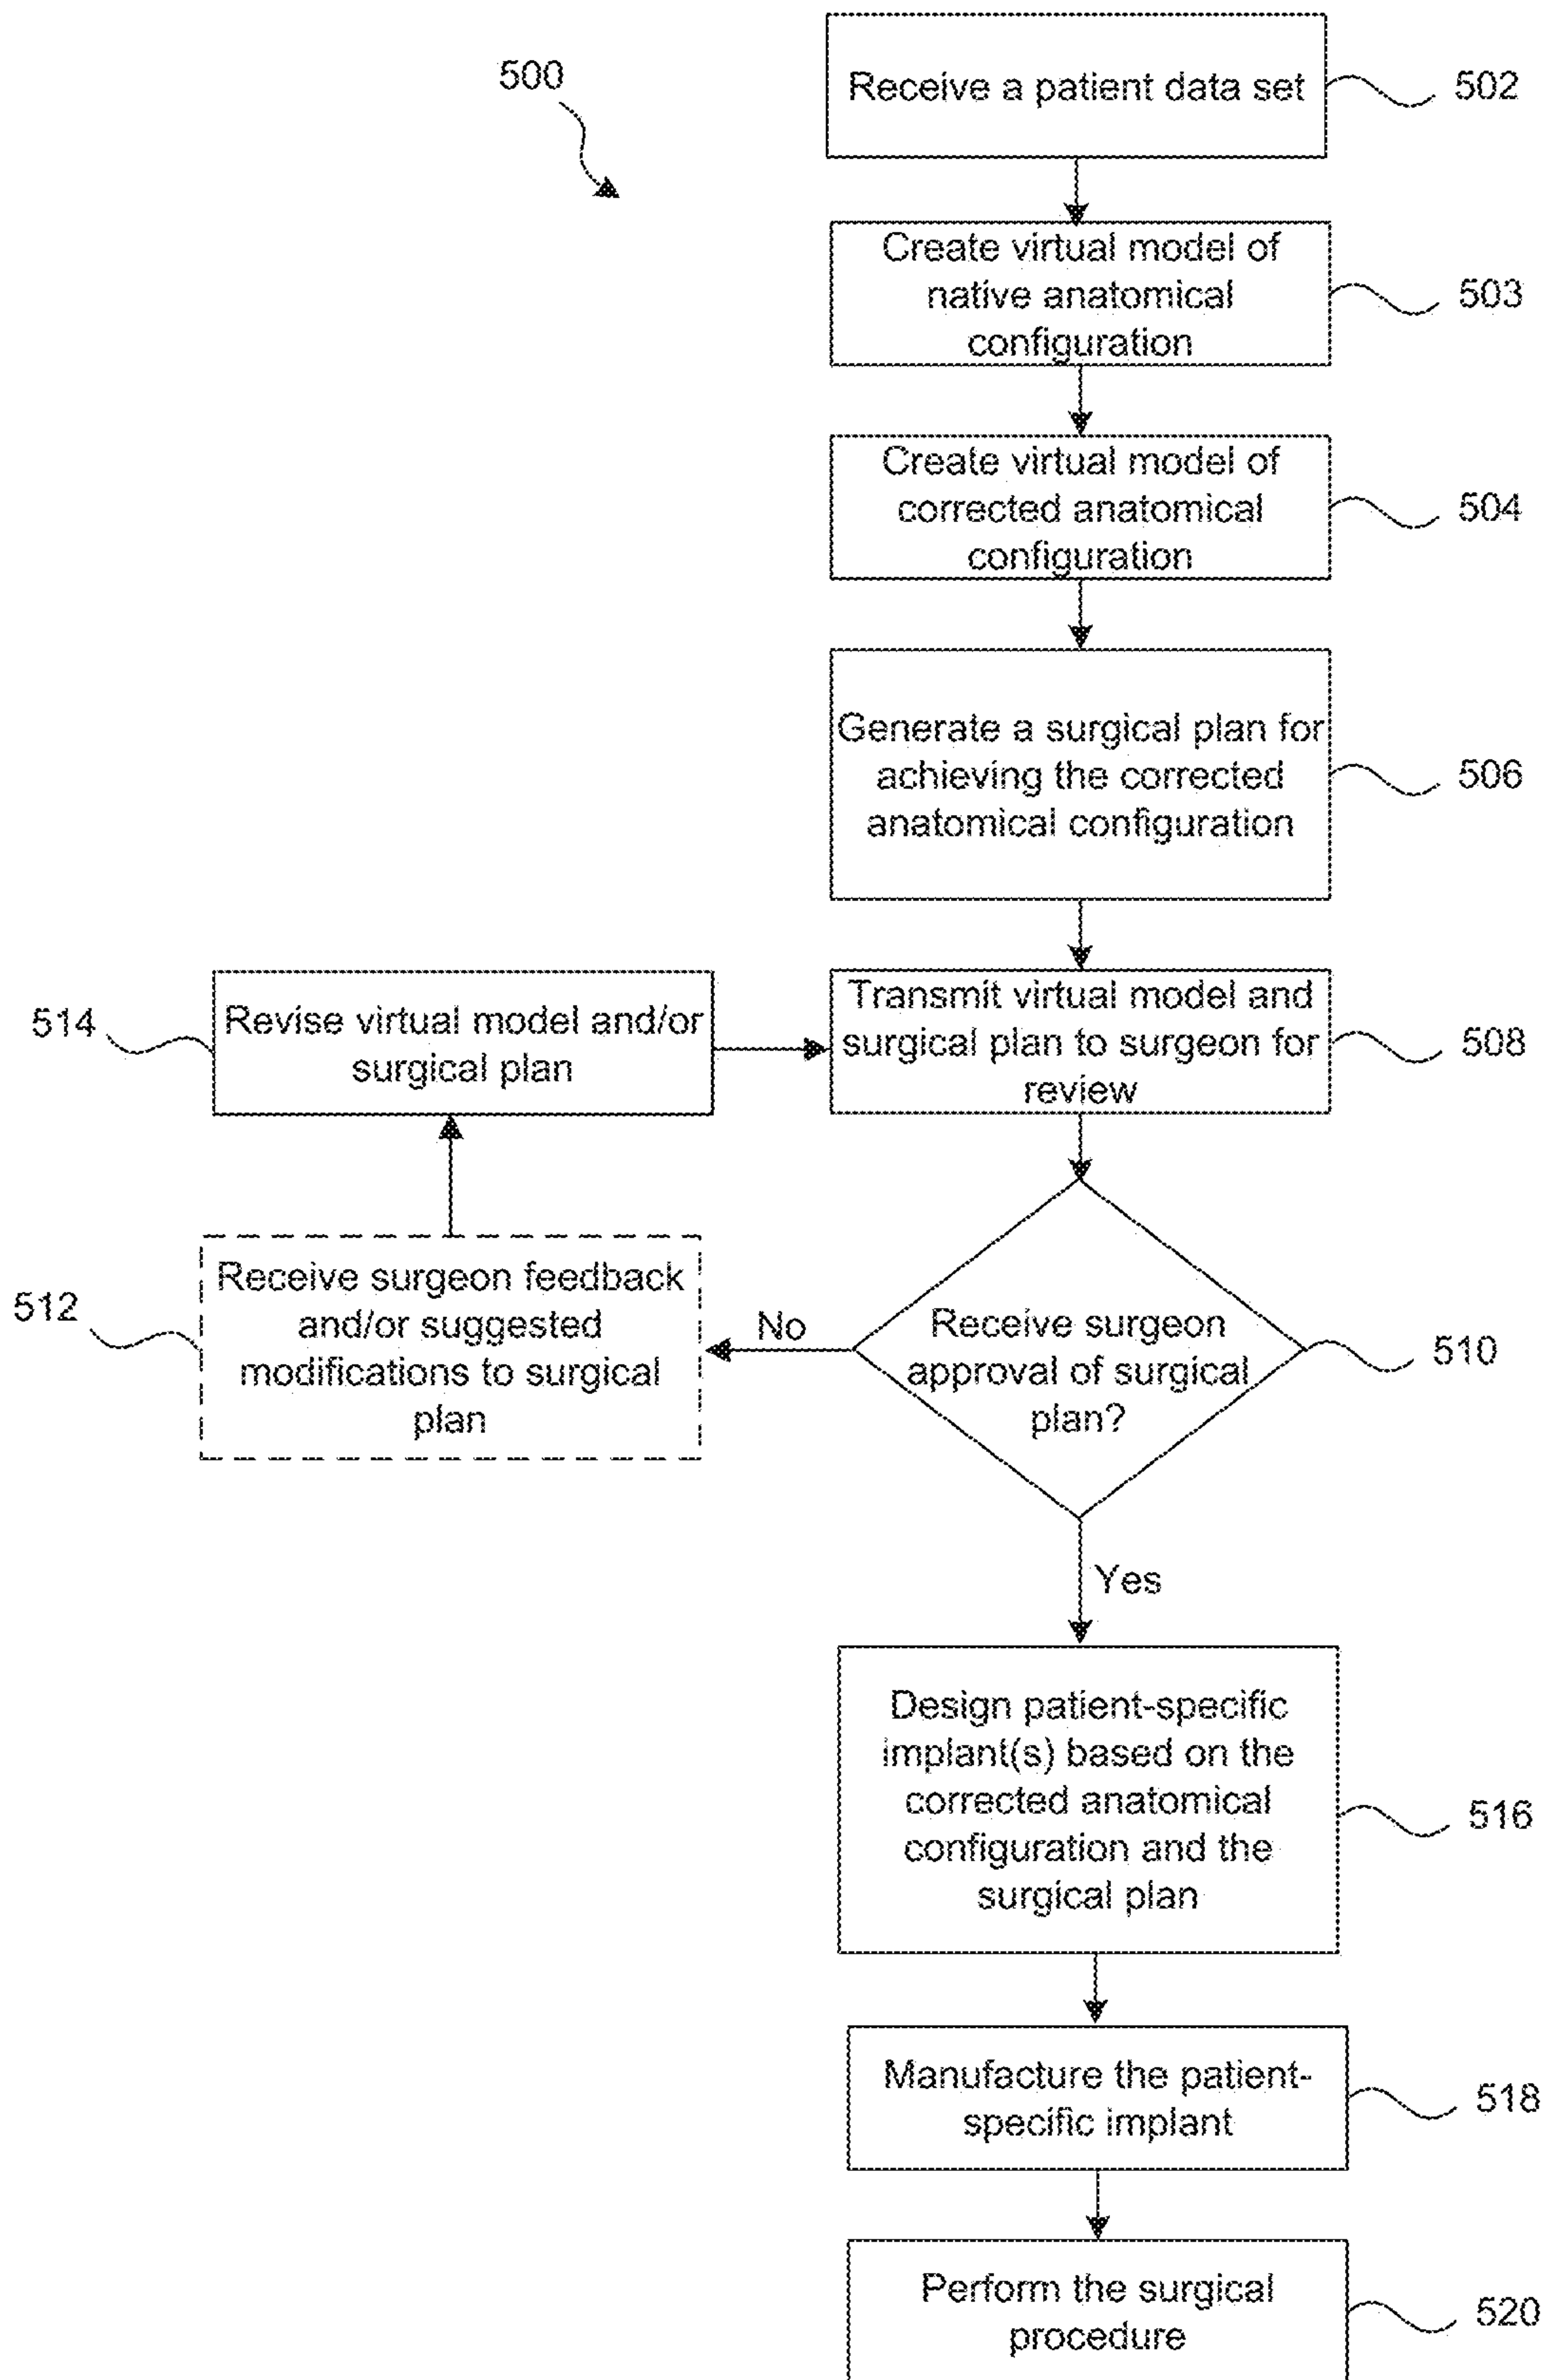 500
Receive a patient data set
502
Create virtual model of
native anatomical
configuration
503
Create virtual model of
corrected anatomical
configuration
504
Generate a surgical plan for
achieving the corrected
anatomical configuration
506
514
Revise virtual model and/or
surgical plan
Transmit virtual model and
surgical plan to surgeon for
review
508
512
Receive surgeon feedback
and/or suggested
modifications to surgical
plan
No
Receive surgeon
approval of surgical
plan?
510
Yes
Design patient-specific
implant(s) based on the
corrected anatomical
configuration and the
surgical plan
516
Manufacture the patient-
specific implant
518
Perform the surgical
procedure
520